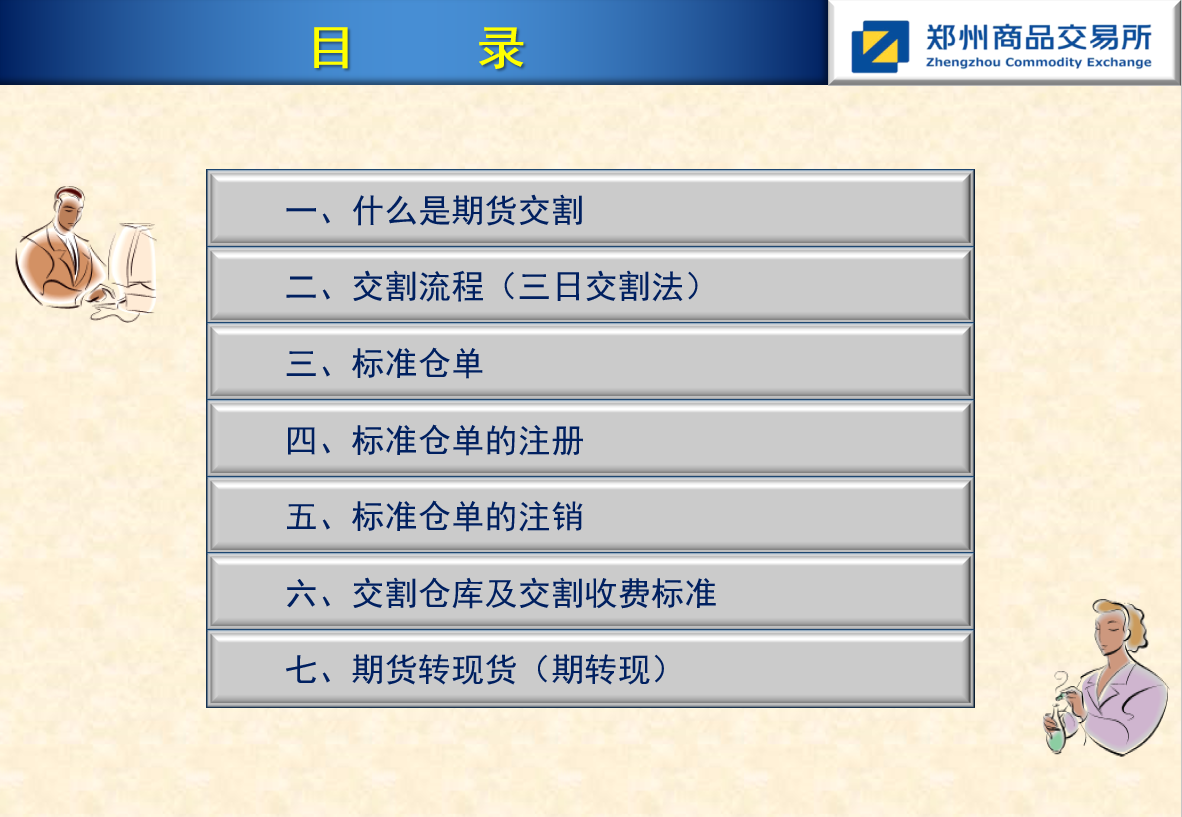 目 录
郑州商品交易所
Zhengzhou Commodity Exchange
一、什么是期货交割
二、交割流程（三日交割法）
三、标准仓单
四、标准仓单的注册
五、标准仓单的注销
六、交割仓库及交割收费标准
七、期货转现货（期转现）